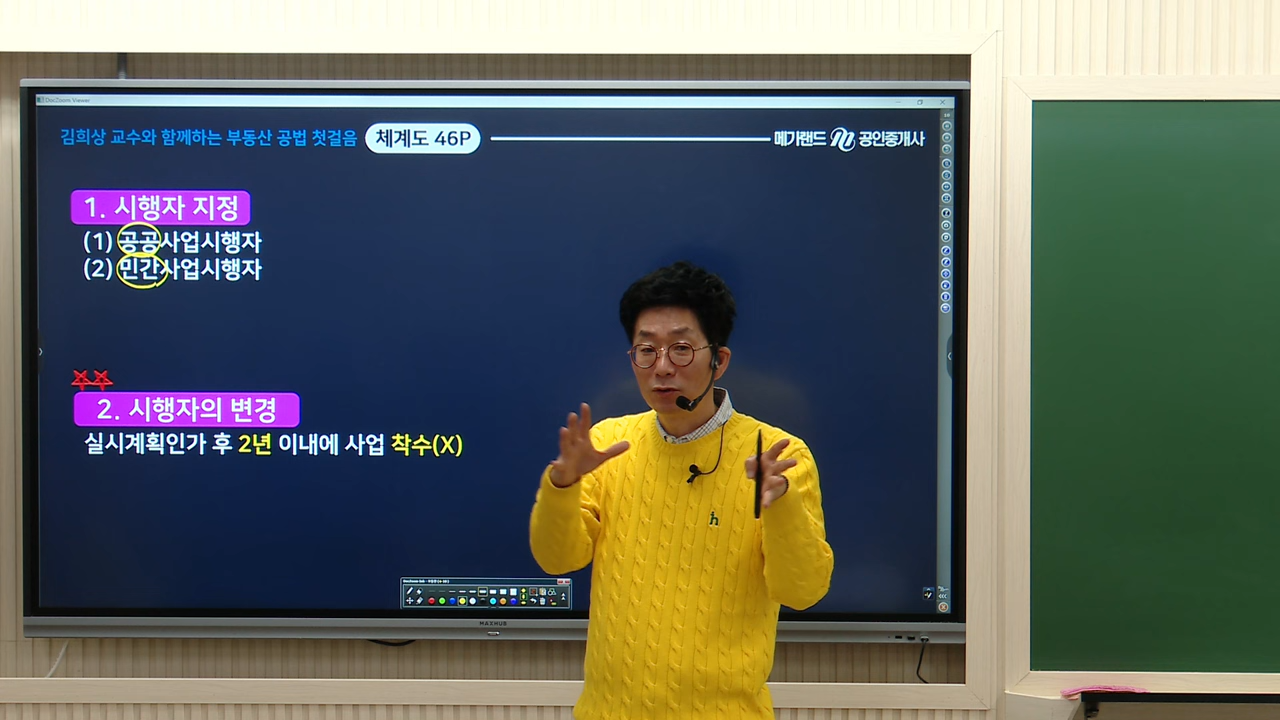 DocZoom Viewer
김희상 교수와 함께하는 부동산 공법 첫걸음 체계도 46P 메가랜드 공인중개사
1. 시행자 지정
(1) 공공사업시행자
(2) 민간사업시행자
2. 시행자의 변경
실시계획인가 후 2년 이내에 사업 착수(X)
MAXHUB